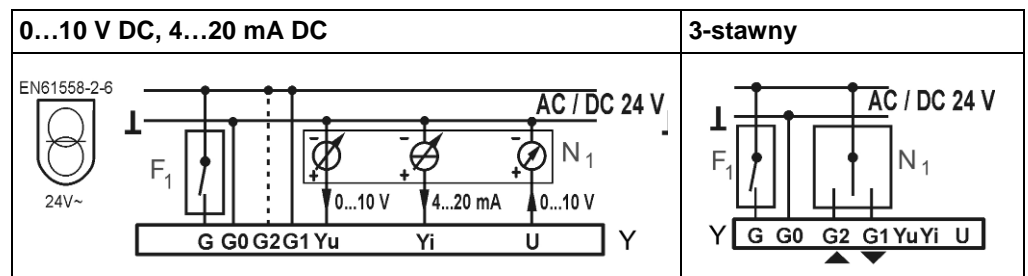 0…10 V DC, 4…20 mA DC
3-stawny
EN61558-2-6
24V~
AC / DC 24 V
F1
N1
0...10 V
4...20 mA
0...10 V
G G0 G2 G1 Yu Yi U Y
AC / DC 24 V
F1
N1
Y G G0 G2 G1 Yu Yi U